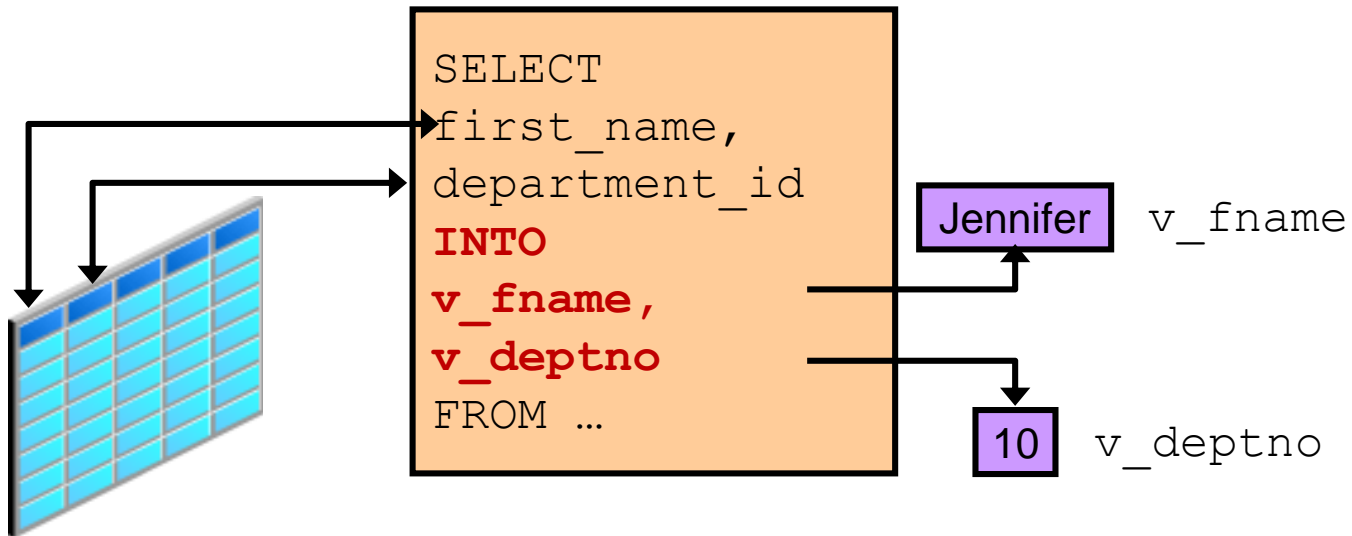 SELECT
first_name,
department_id
INTO
v_fname,
v_deptno
FROM …
Jennifer v_fname
10 v_deptno